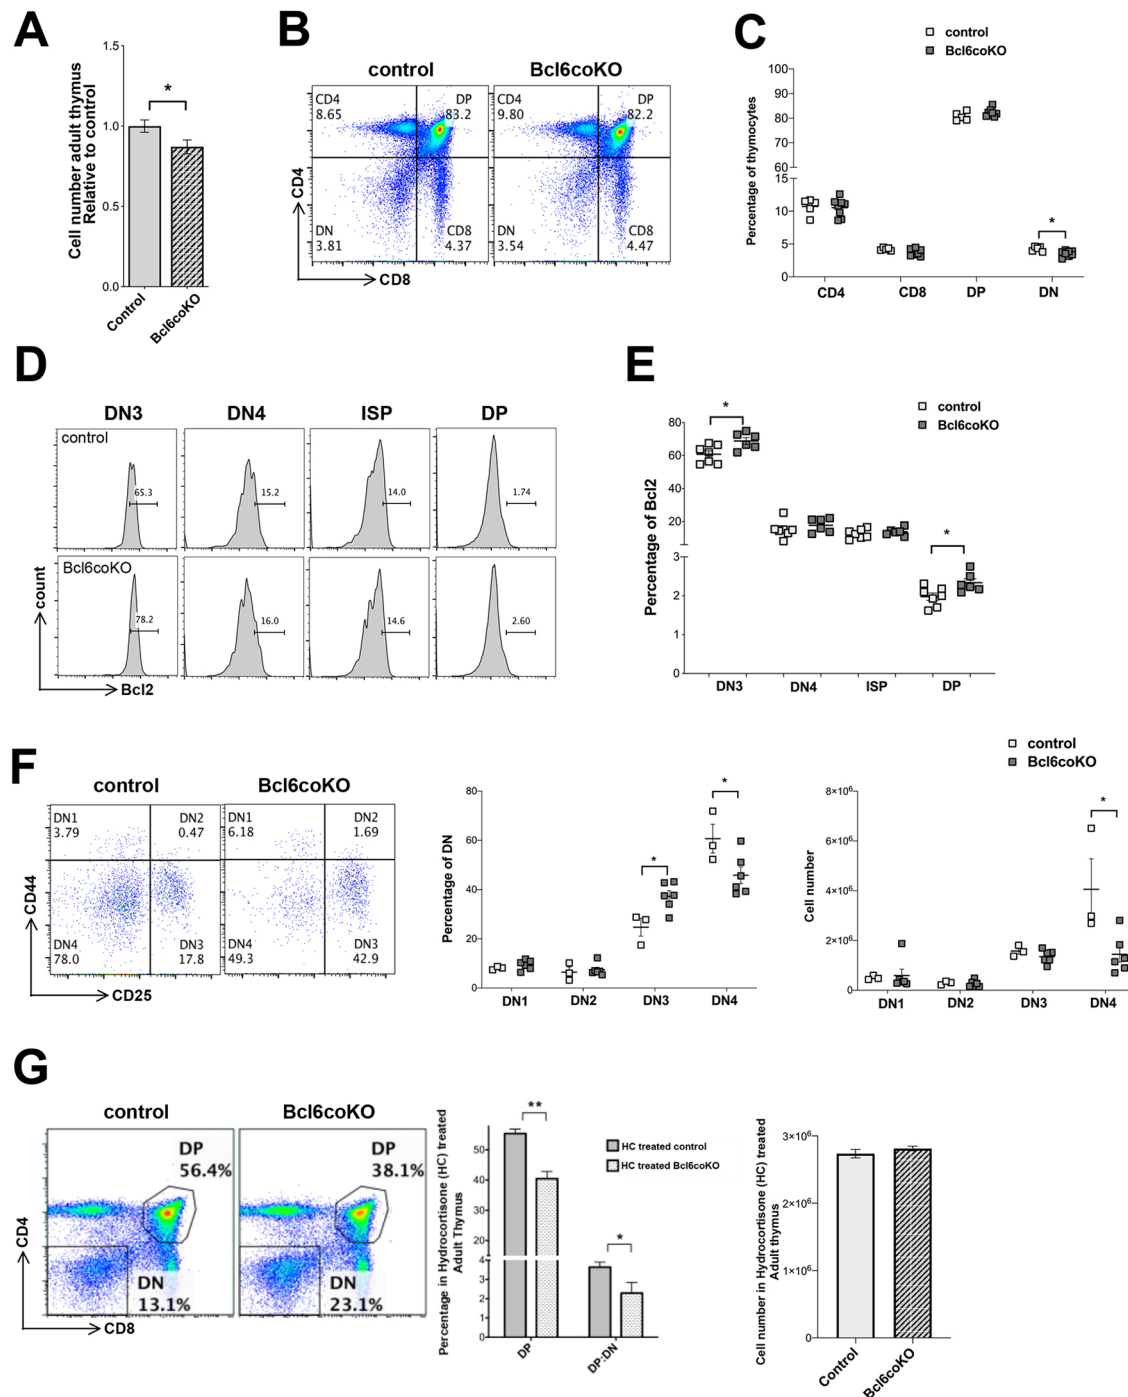 A
Cell number adult thymus
Relative to control
1.5
1.0
0.5
0.0
*
Control
Bcl6coKO
B
control
Bcl6coKO
CD4
8.65
DP
83.2
DN
3.81
CD8
4.37
CD4
9.80
DP
82.2
DN
3.54
CD8
4.47
CD4
CD8
C
control
Bcl6coKO
Percentage of thymocytes
100
90
80
70
60
15
10
5
0
*
CD4
CD8
DP
DN
D
DN3
DN4
ISP
DP
control
65.3
15.2
14.0
1.74
Bcl6coKO
78.2
16.0
14.6
2.60
count
Bcl2
E
control
Bcl6coKO
Percentage of Bcl2
80
60
40
20
3
2
1
0
*
*
DN3
DN4
ISP
DP
F
control
Bcl6coKO
DN1
3.79
DN2
0.47
DN4
78.0
DN3
17.8
DN1
6.18
DN2
1.69
DN4
49.3
DN3
42.9
CD44
CD25
Percentage of DN
80
60
40
20
0
*
*
DN1
DN2
DN3
DN4
control
Bcl6coKO
Cell number
8×10⁶
6×10⁶
4×10⁶
2×10⁶
0
*
DN1
DN2
DN3
DN4
G
control
Bcl6coKO
DP
56.4%
DN
13.1%
DP
38.1%
DN
23.1%
CD4
CD8
Percentage in Hydrocortisone (HC) treated
Adult Thymus
50
40
30
20
4
3
2
1
0
**
*
HC treated control
HC treated Bcl6coKO
DP
DP:DN
Cell number in Hydrocortisone (HC) treated
Adult thymus
3×10⁶
2×10⁶
1×10⁶
0
Control
Bcl6coKO